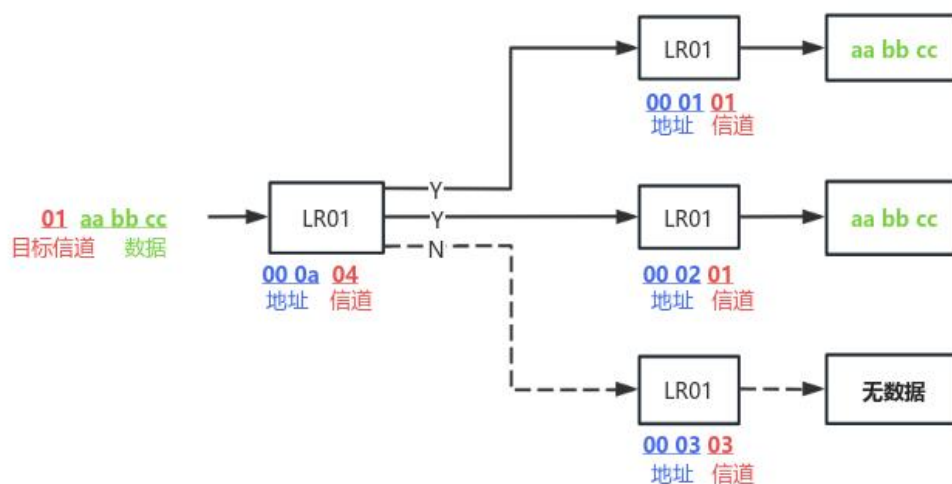 LR01
aa bb cc
00 01 01
地址 信道
Y
01 aa bb cc
目标信道 数据
LR01
Y
LR01
aa bb cc
N
00 0a 04
地址 信道
00 02 01
地址 信道
LR01
无数据
00 03 03
地址 信道